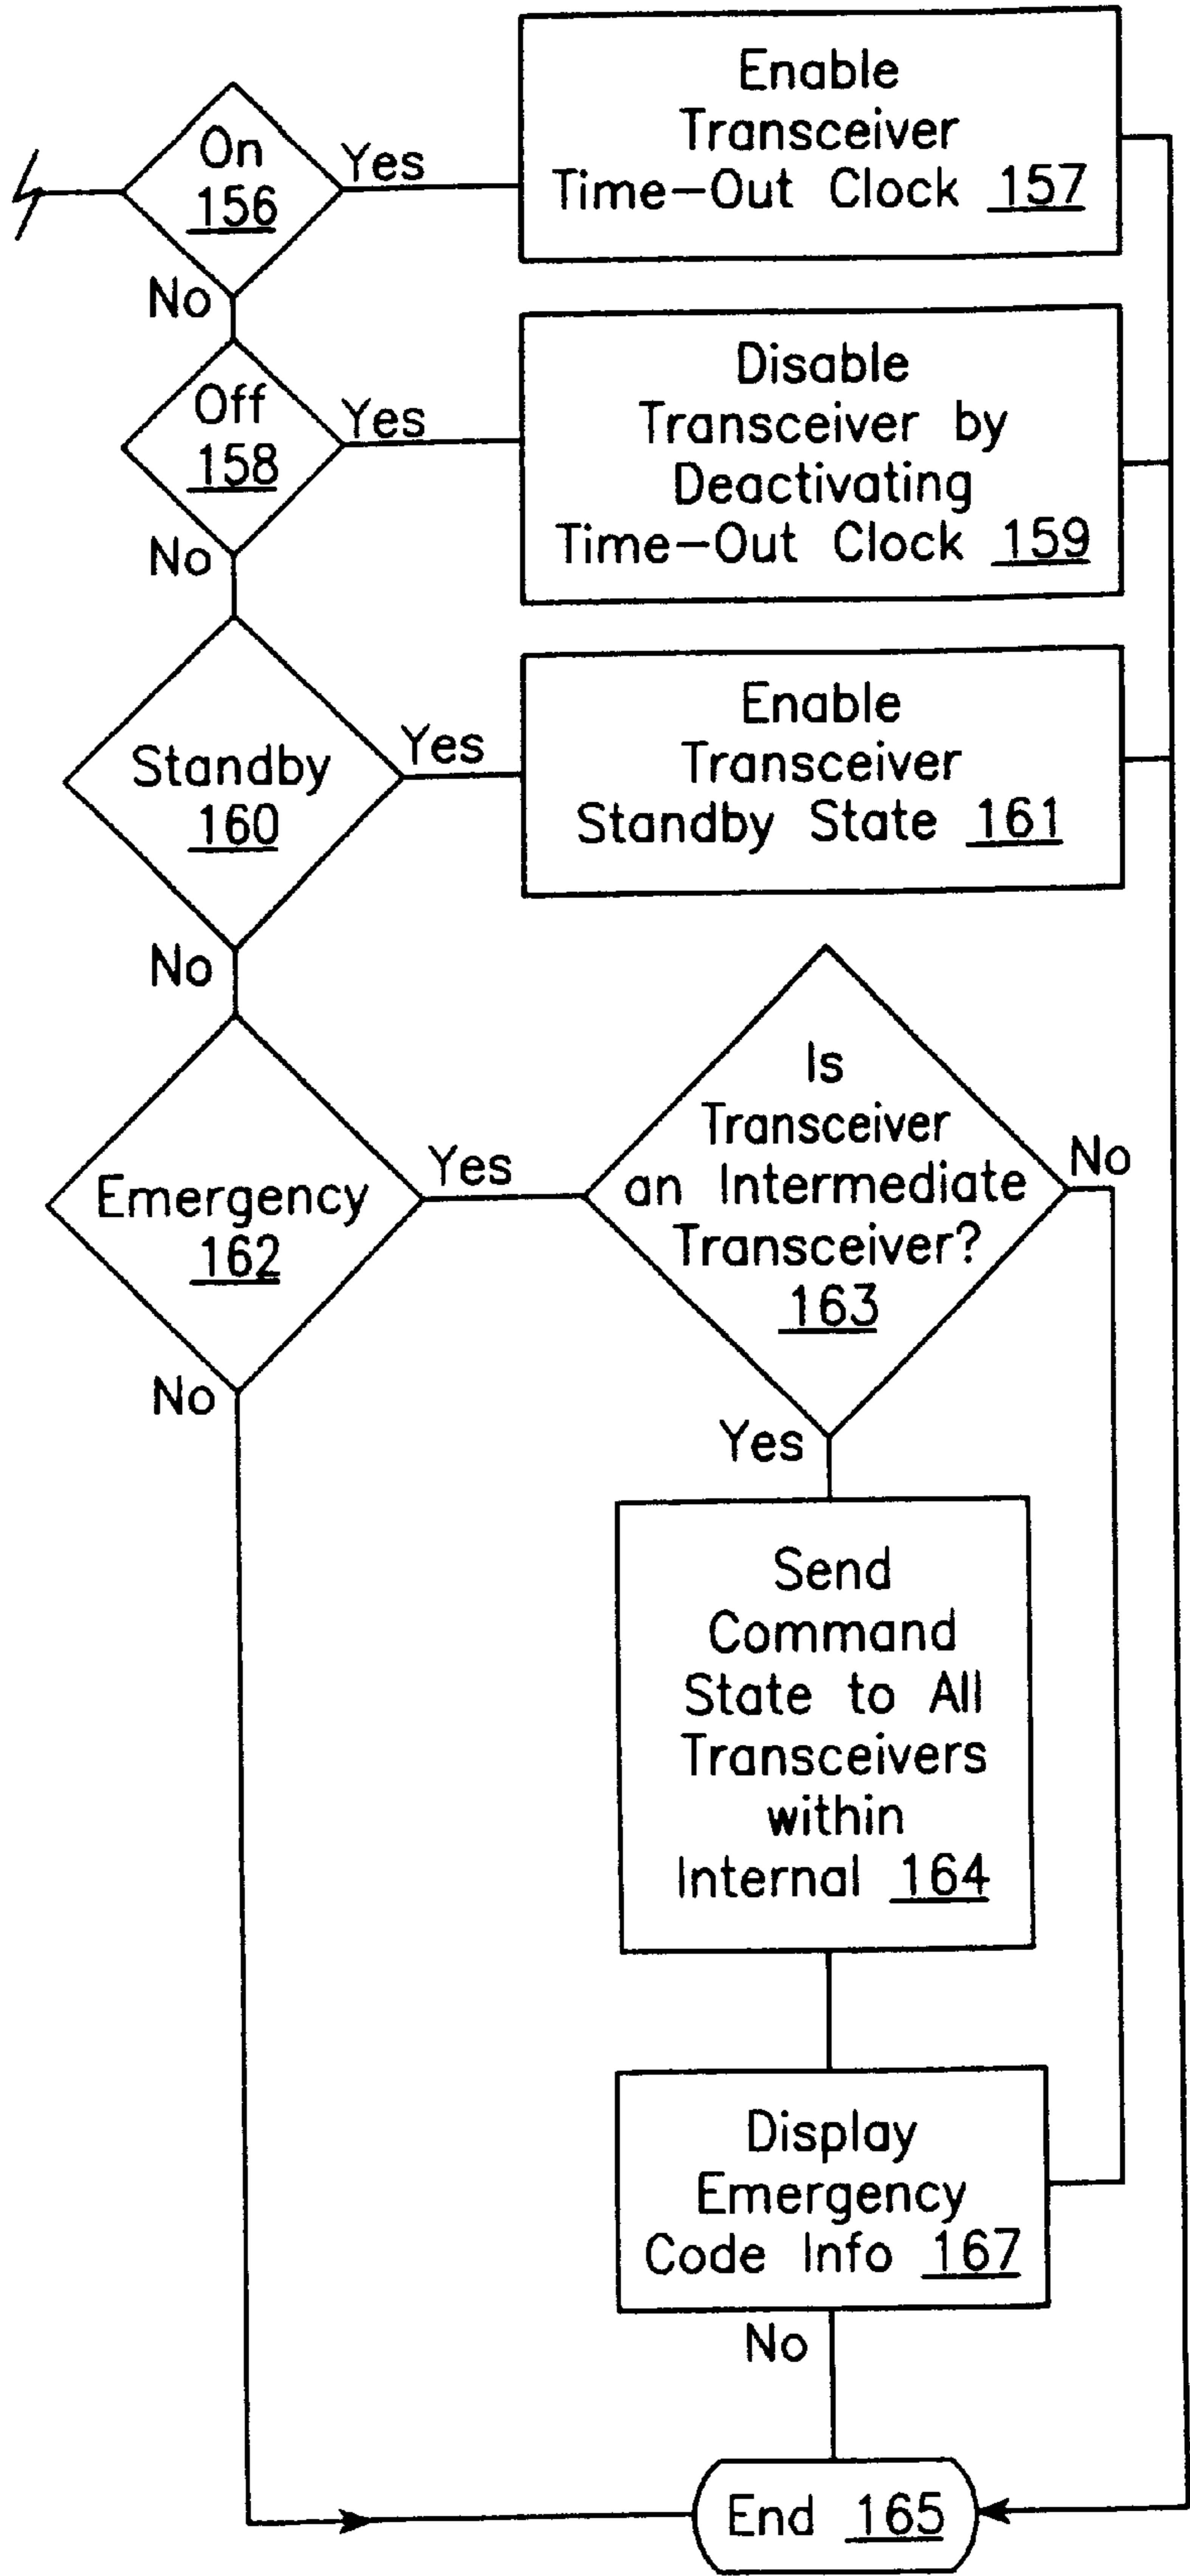 On
156
Yes
Enable
Transceiver
Time-Out Clock 157
No
Off
158
Yes
Disable
Transceiver by
Deactivating
Time-Out Clock 159
No
Standby
160
Yes
Enable
Transceiver
Standby State 161
No
Emergency
162
Yes
Is
Transceiver
an Intermediate
Transceiver?
163
No
No
Yes
Send
Command
State to All
Transceivers
within
Internal 164
Display
Emergency
Code Info 167
No
End 165